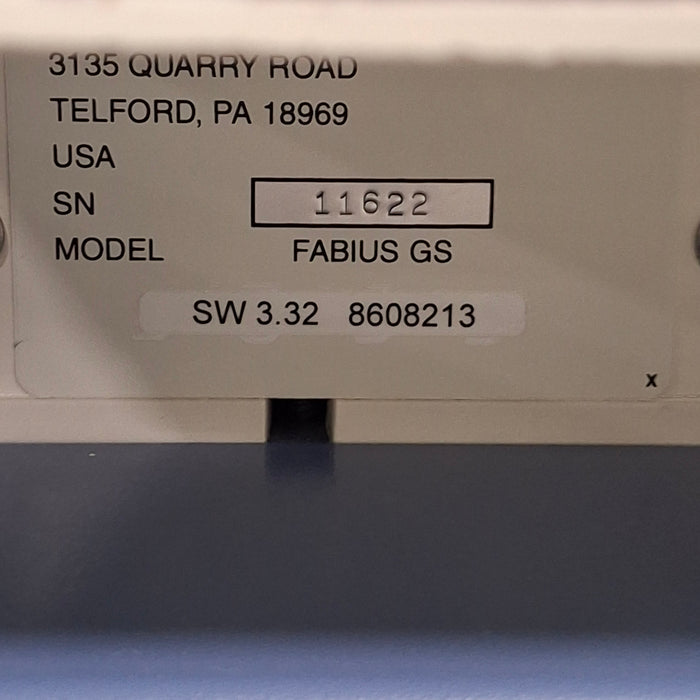 3135 QUARRY ROAD
TELFORD, PA 18969
USA
SN 11622
MODEL FABIUS GS
SW 3.32 8608213
x